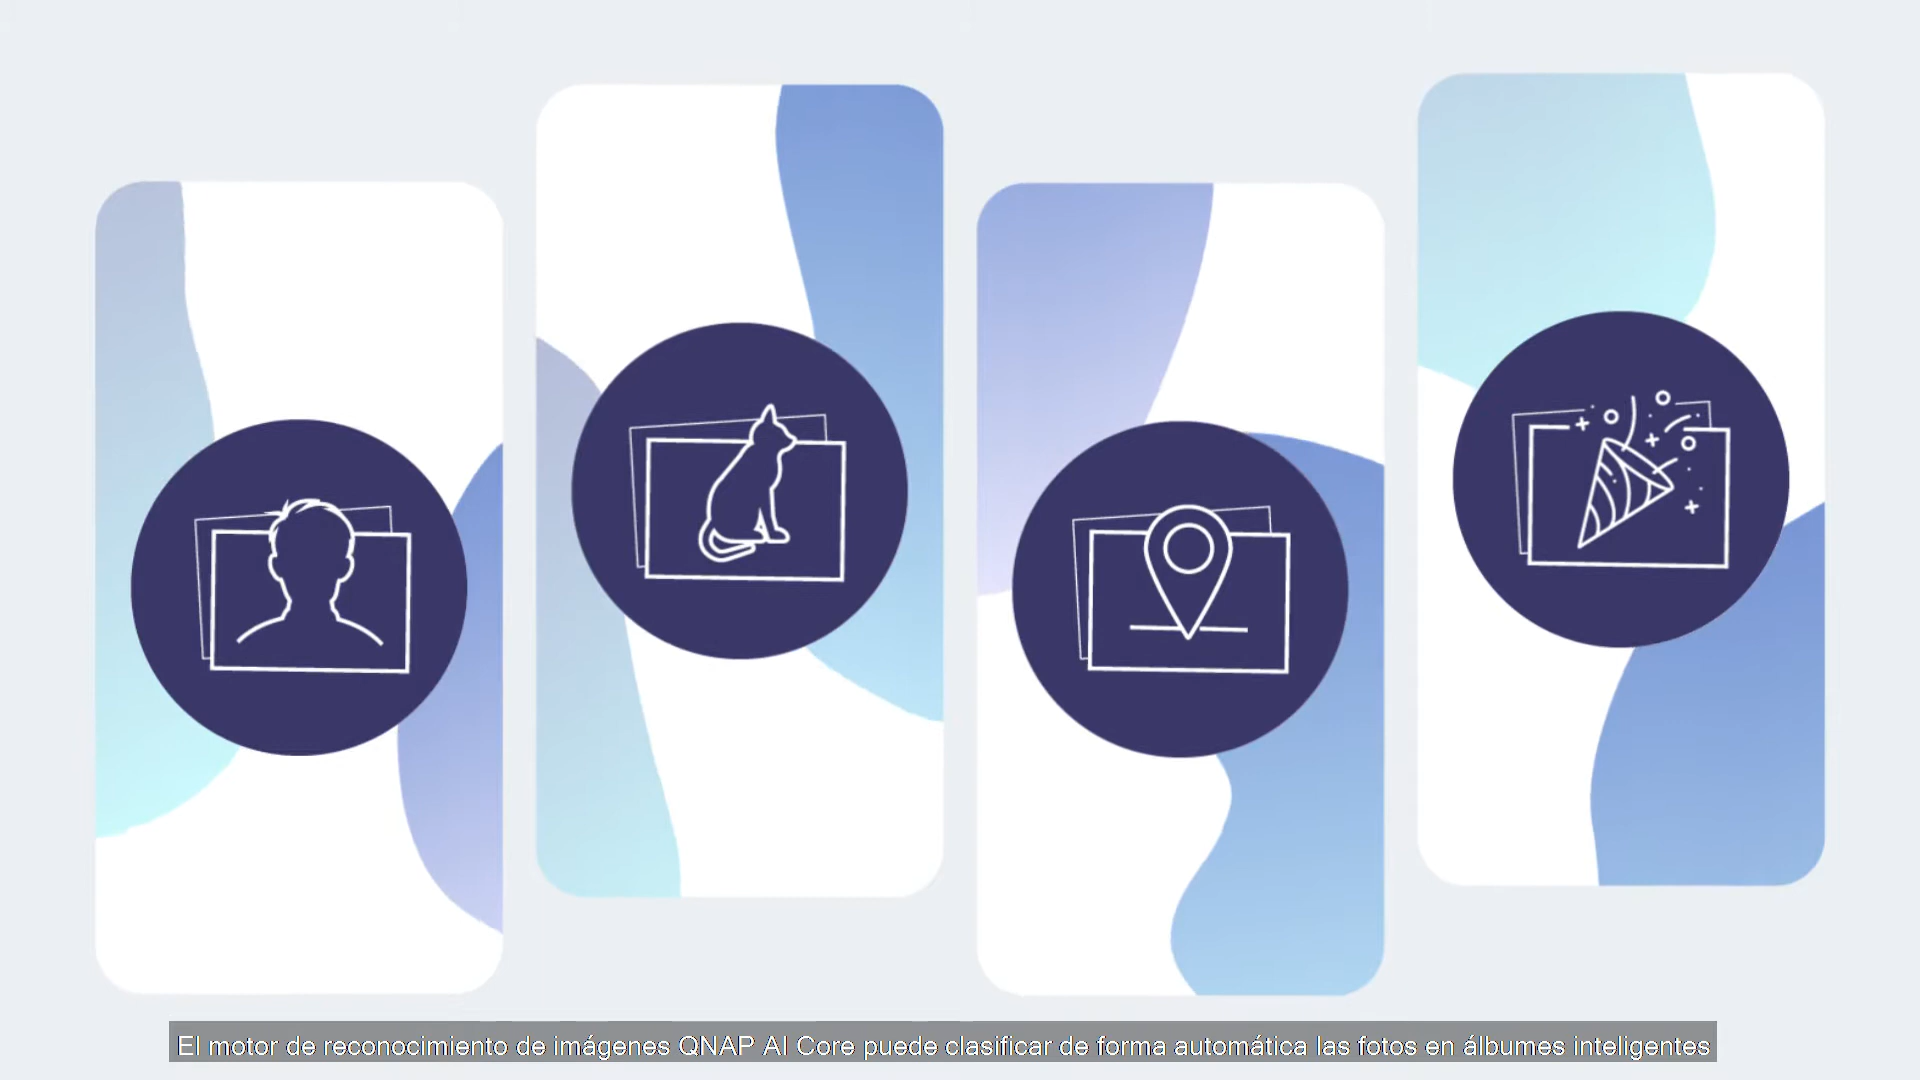 El motor de reconocimiento de imágenes QNAP AI Core puede clasificar de forma automática las fotos en álbumes inteligentes